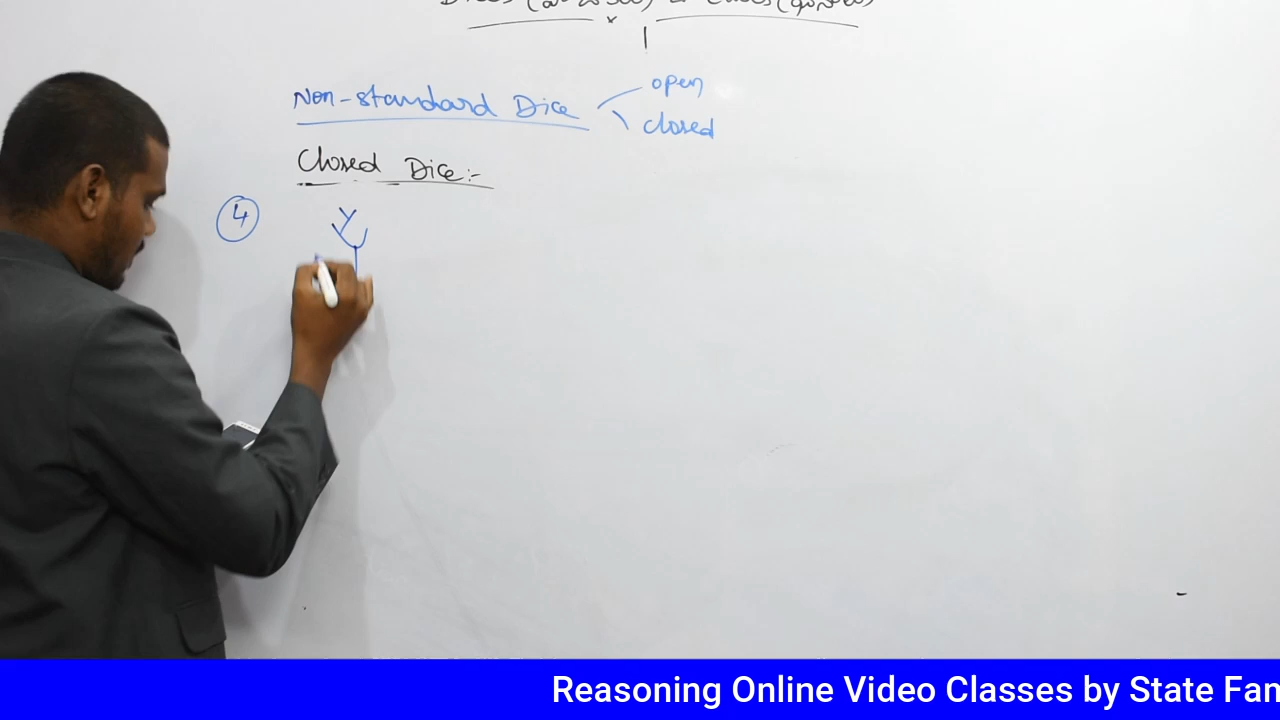 Non-standard Dice
open
closed
Closed Dice:-
4
Reasoning Online Video Classes by State Fan